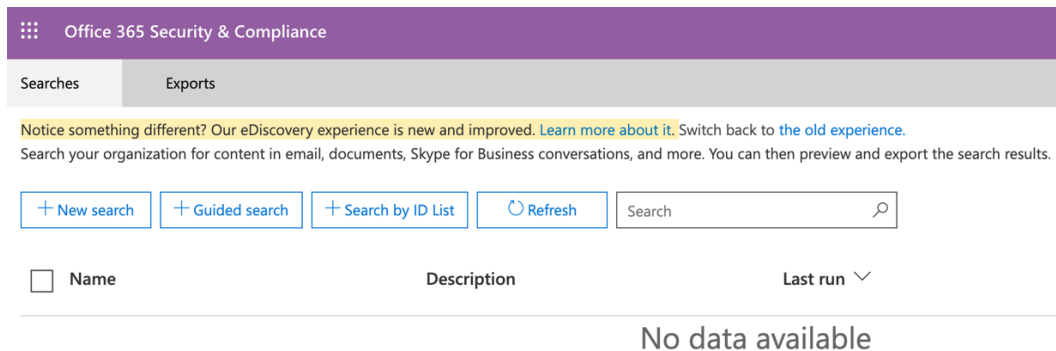 Office 365 Security & Compliance
Searches Exports
Notice something different? Our eDiscovery experience is new and improved. Learn more about it. Switch back to the old experience.
Search your organization for content in email, documents, Skype for Business conversations, and more. You can then preview and export the search results.
+ New search + Guided search + Search by ID List Refresh Search
Name Description Last run
No data available